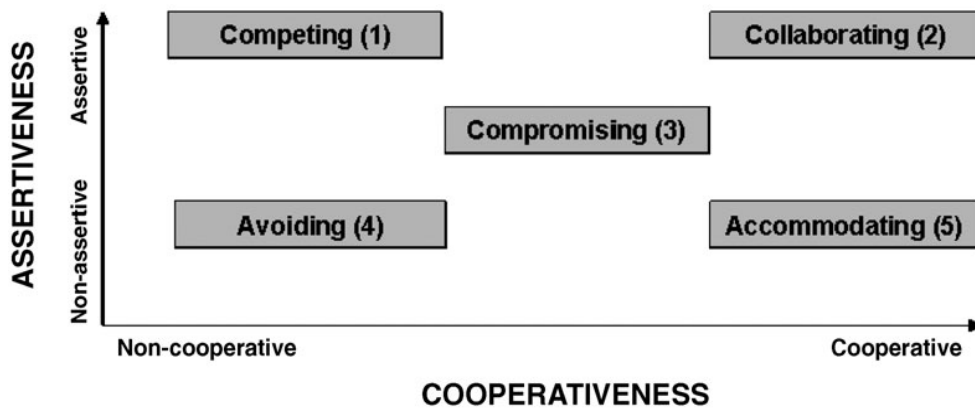 ASSERTIVENESS
Assertive
Non-assertive
Competing (1)
Collaborating (2)
Compromising (3)
Avoiding (4)
Accommodating (5)
Non-cooperative
Cooperative
COOPERATIVENESS